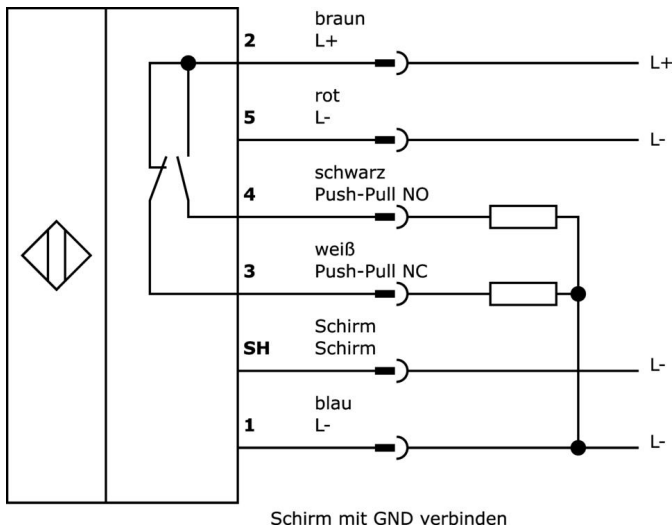 braun
2 L+ L+
rot
5 L- L-
schwarz
4 Push-Pull NO
weiß
3 Push-Pull NC
Schirm
SH Schirm L-
blau
1 L- L-
Schirm mit GND verbinden